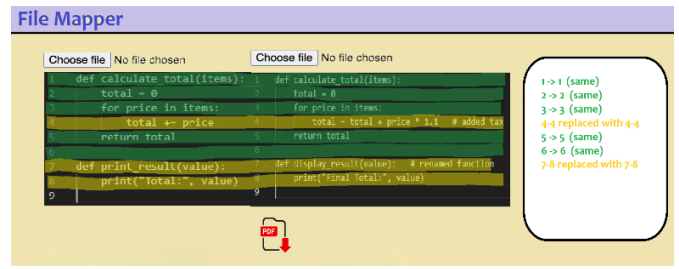 File Mapper
Choose file No file chosen
Choose file No file chosen
1 def calculate_total(items):
2 total = 0
3 for price in items:
4 total += price
5 return total
6
7 def print_result(value):
8 print("Total:", value)
9
1 def calculate_total(items):
2 total = 0
3 for price in items:
4 total = total + price * 1.1 # added tax
5 return total
6
7 def display_result(value): # renamed function
8 print("Final Total:", value)
9
1 -> 1 (same)
2 -> 2 (same)
3 -> 3 (same)
4-4 replaced with 4-4
5 -> 5 (same)
6 -> 6 (same)
7-8 replaced with 7-8
PDF